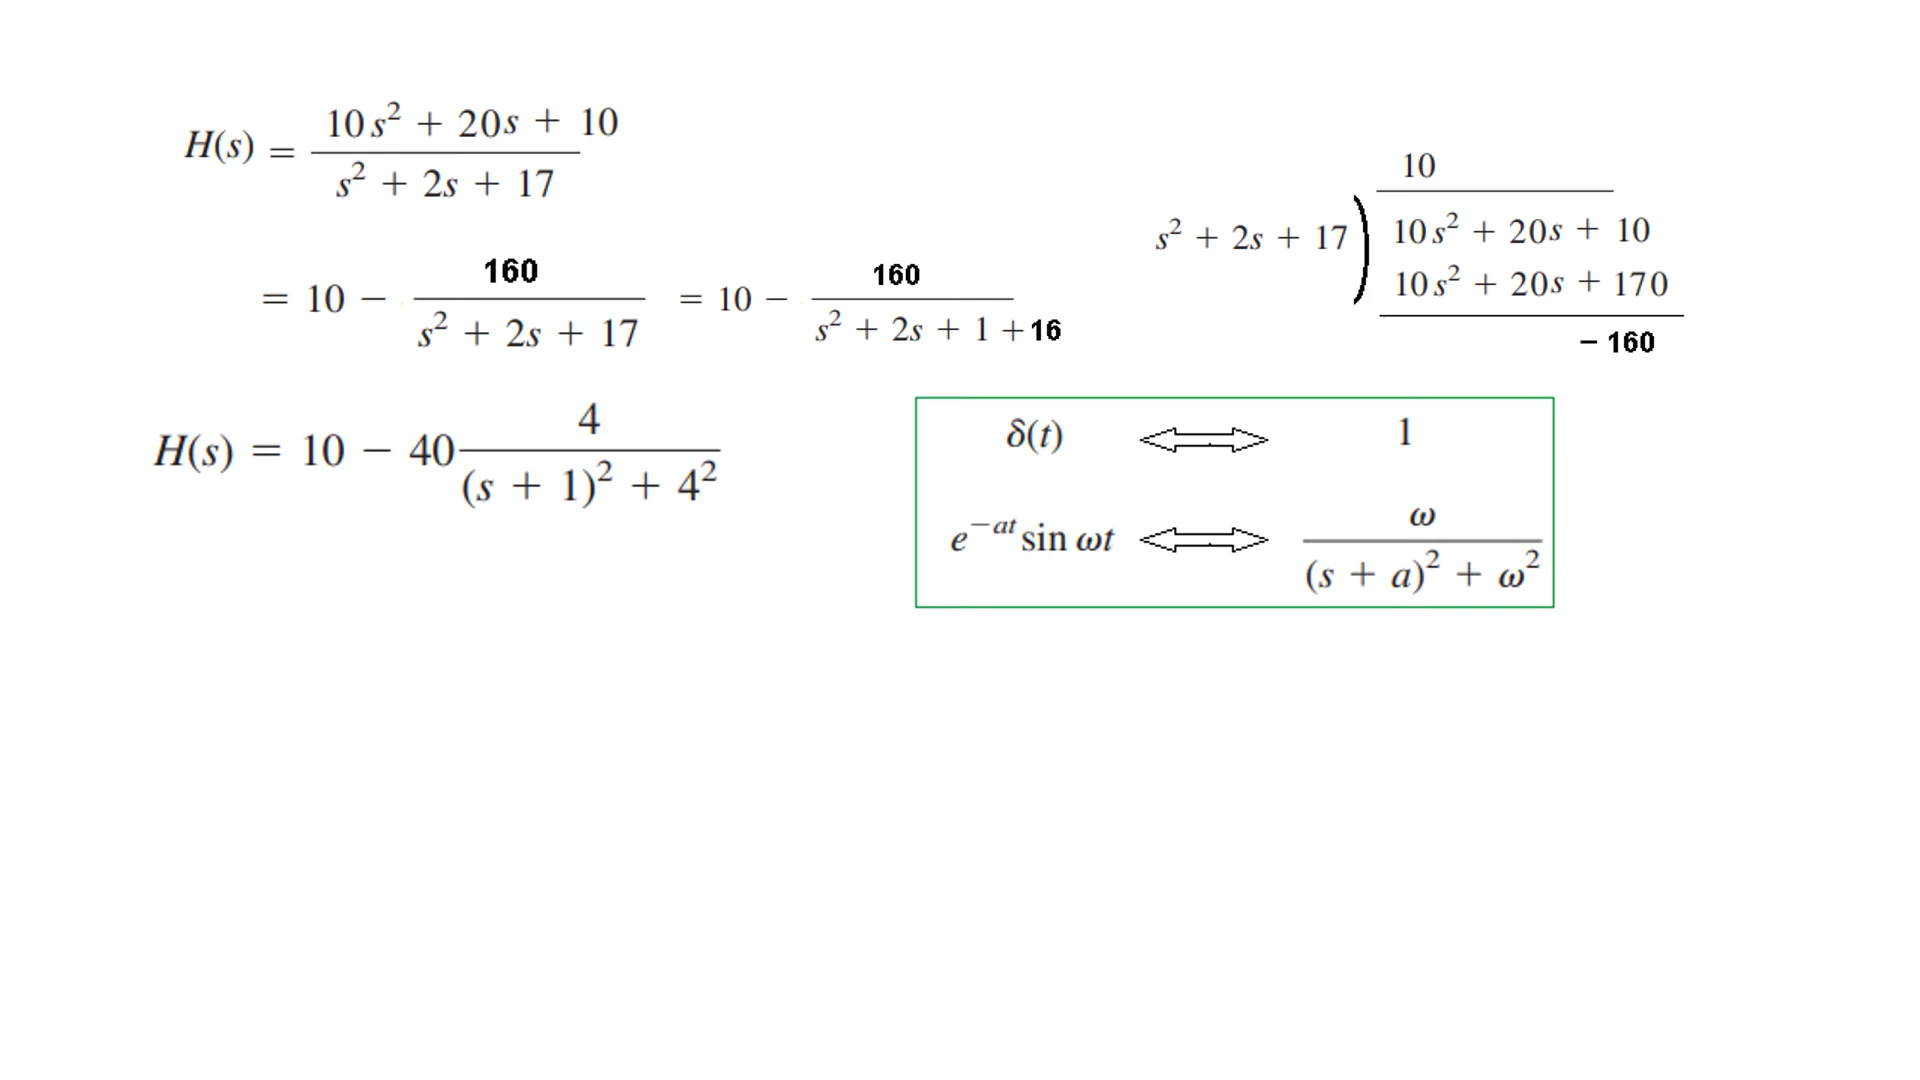 H(s) = (10s² + 20s + 10) / (s² + 2s + 17)
= 10 − 160 / (s² + 2s + 17) = 10 − 160 / (s² + 2s + 1 + 16)
H(s) = 10 − 40 4 / ((s + 1)² + 4²)
10
s² + 2s + 17 ) 10s² + 20s + 10
10s² + 20s + 170
− 160
δ(t) ⟺ 1
e^−at sin ωt ⟺ ω / ((s + a)² + ω²)